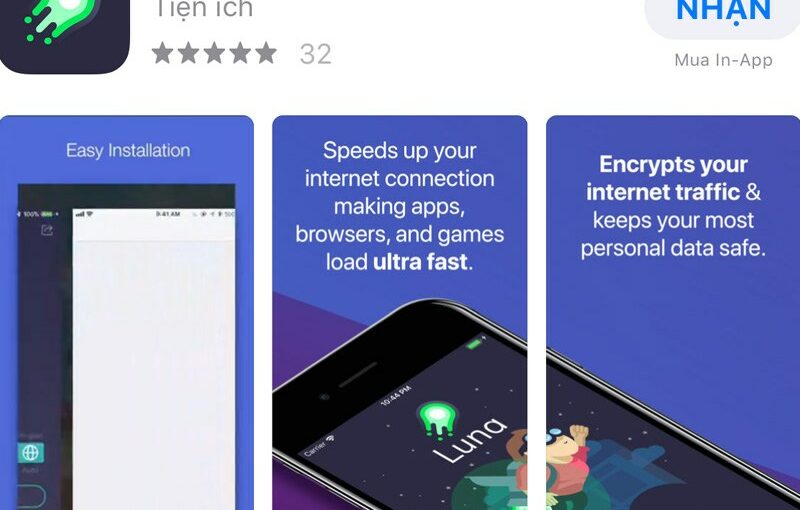 Tiện ích
NHẬN
32
Mua In-App
Easy Installation
100%
9:41 AM
Speeds up your
internet connection
making apps,
browsers, and games
load ultra fast.
Carrier
10:44 PM
Luna
Encrypts your
internet traffic &
keeps your most
personal data safe.